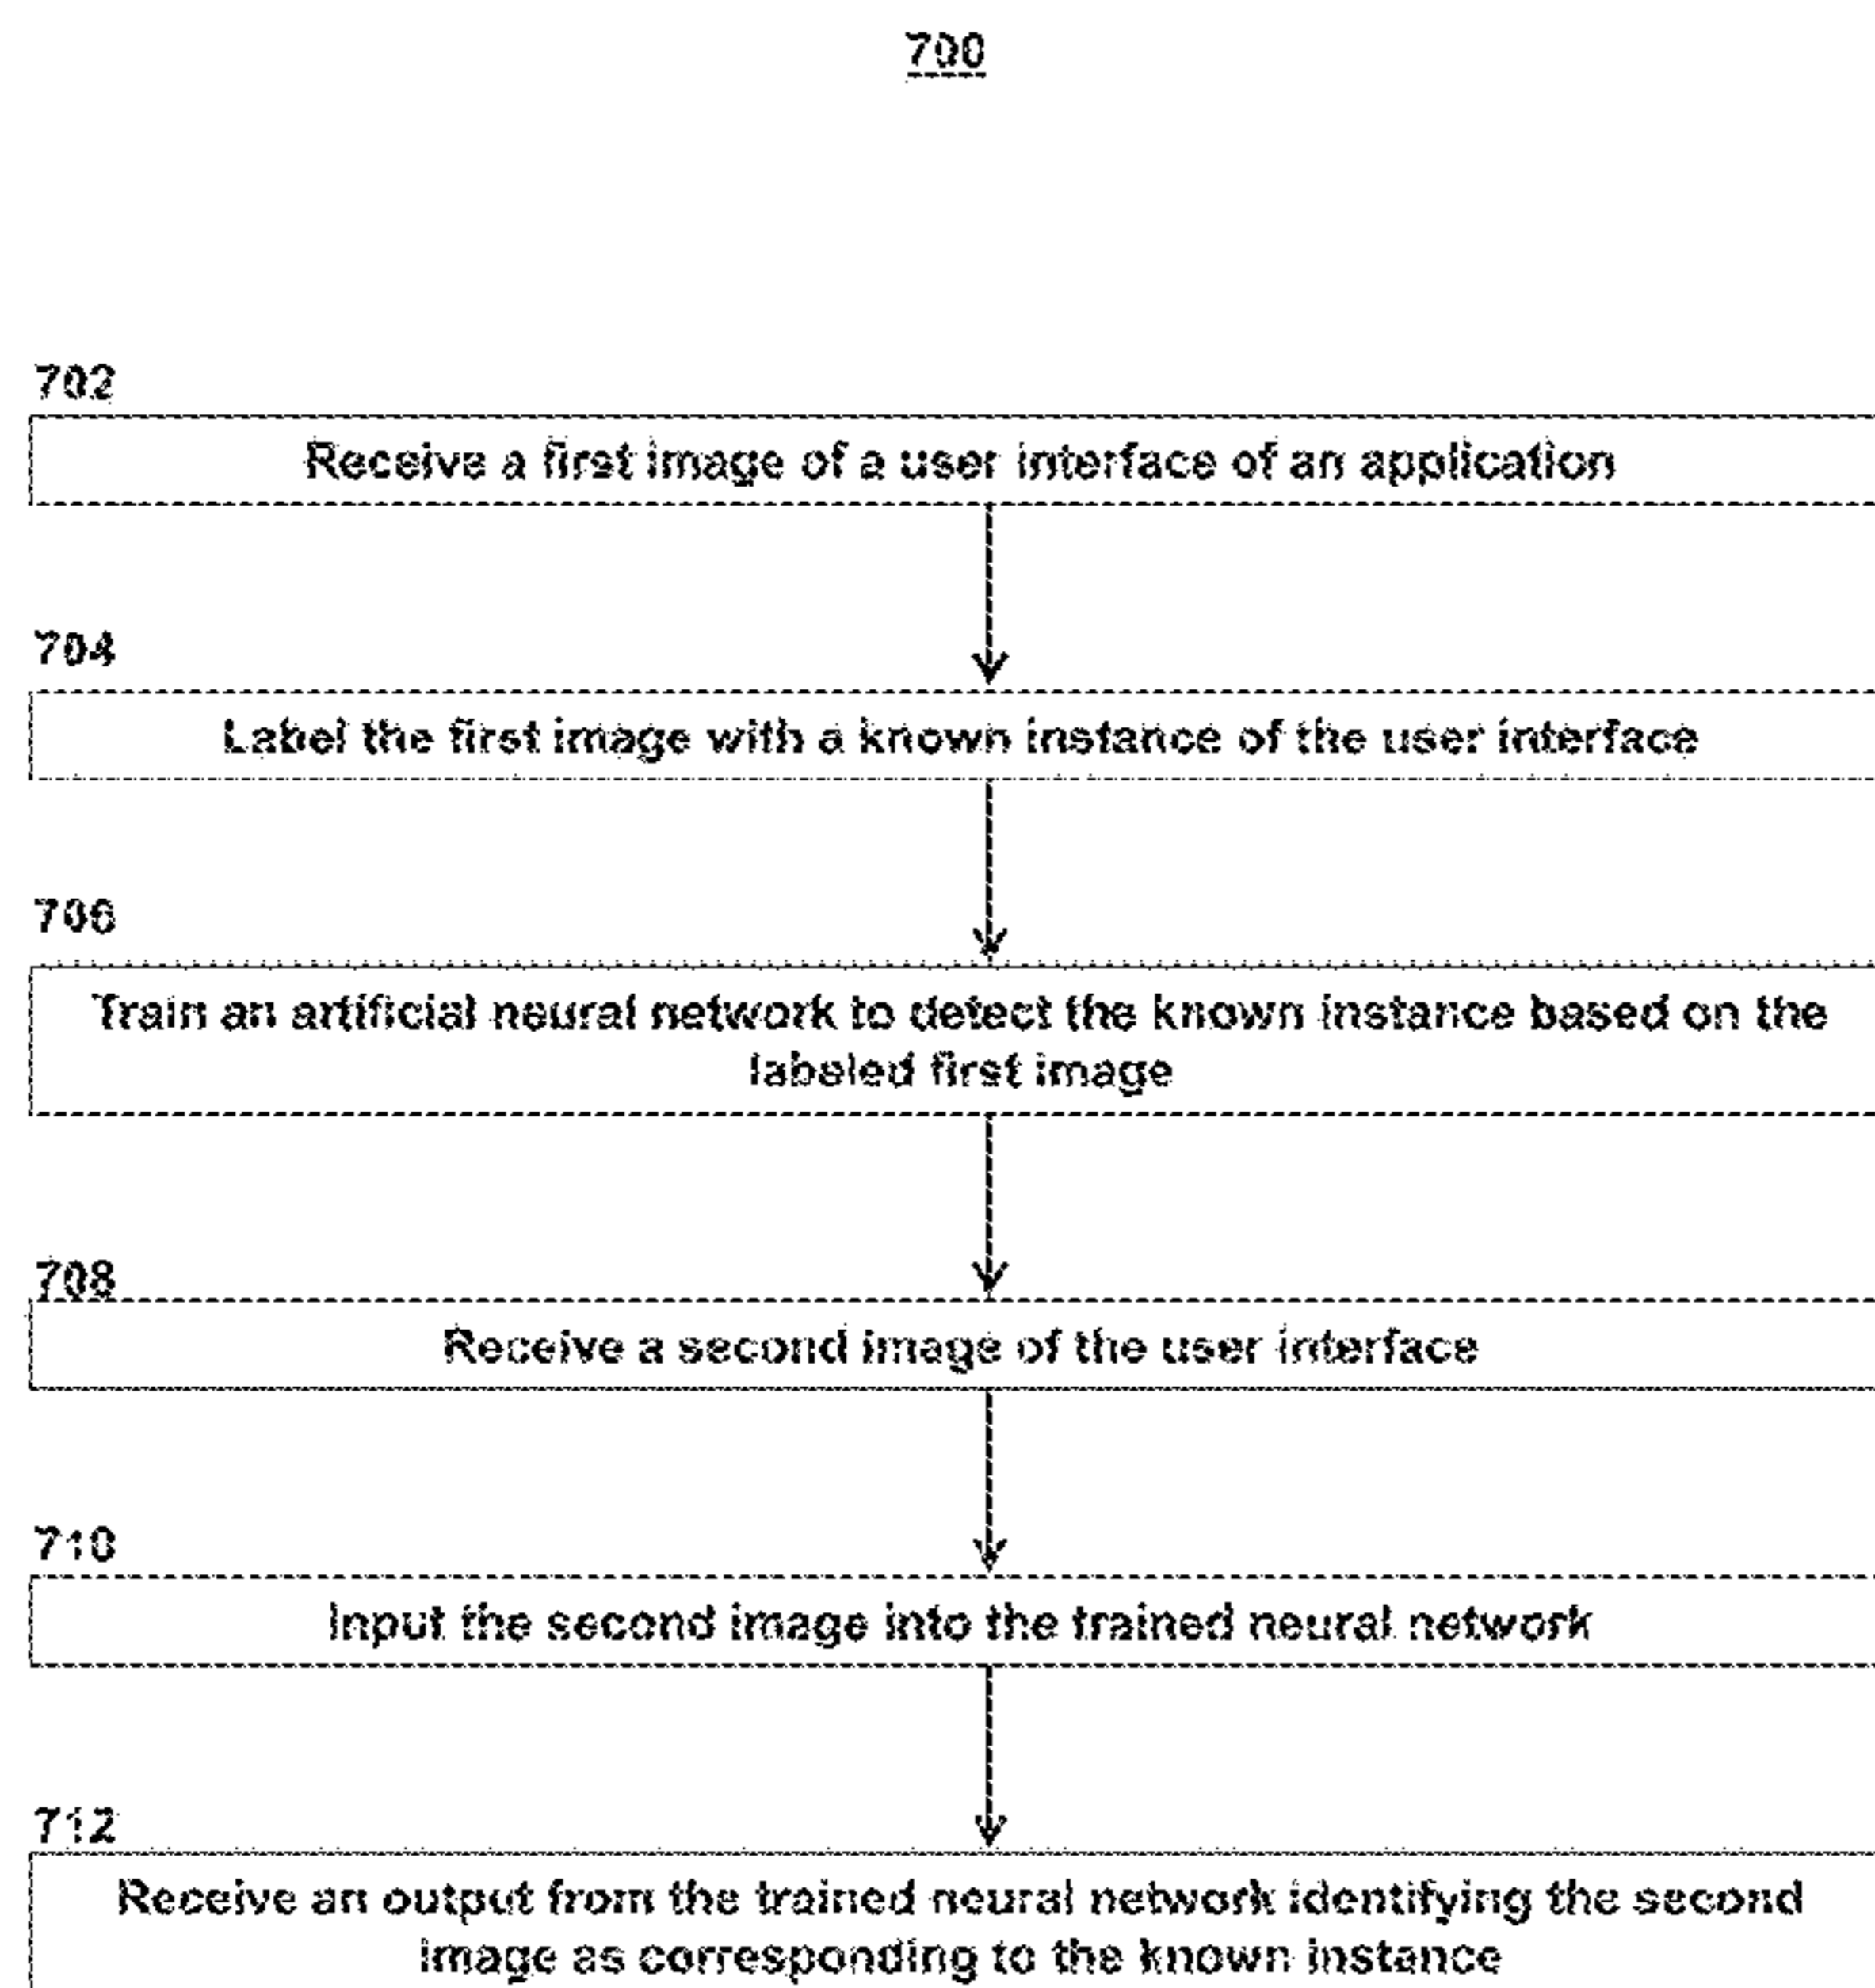 700
702
Receive a first image of a user interface of an application
704
Label the first image with a known instance of the user interface
706
Train an artificial neural network to detect the known instance based on the
labeled first image
708
Receive a second image of the user interface
710
Input the second image into the trained neural network
712
Receive an output from the trained neural network identifying the second
image as corresponding to the known instance